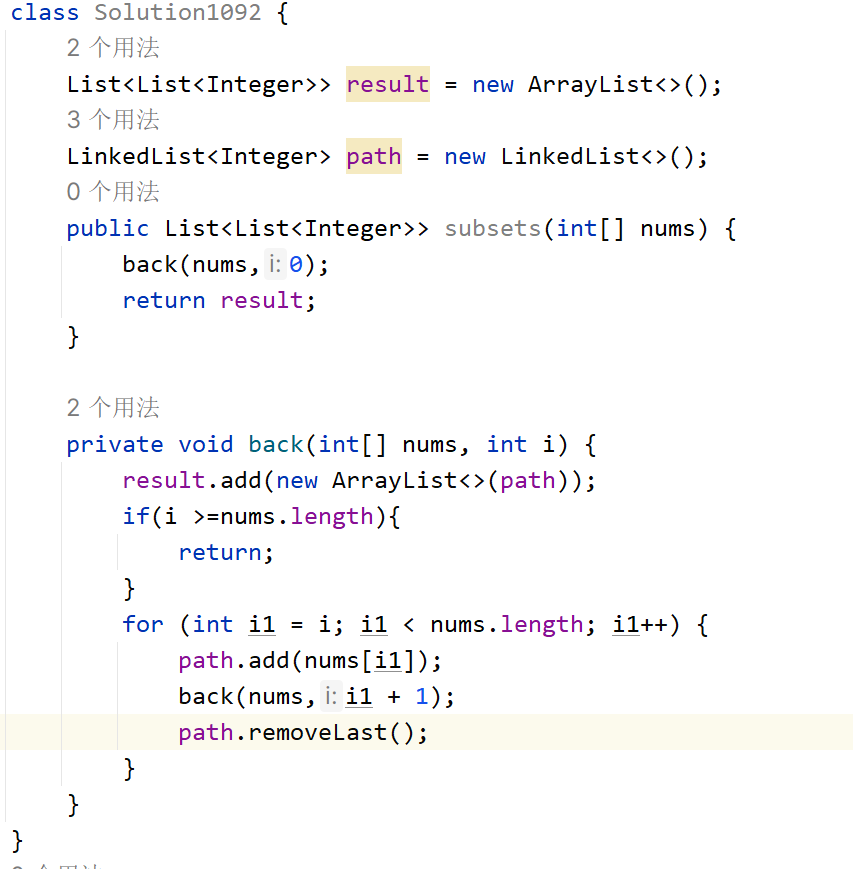 class Solution1092 {
2 个用法
List<List<Integer>> result = new ArrayList<>();
3 个用法
LinkedList<Integer> path = new LinkedList<>();
0 个用法
public List<List<Integer>> subsets(int[] nums) {
back(nums, i: 0);
return result;
}
2 个用法
private void back(int[] nums, int i) {
result.add(new ArrayList<>(path));
if(i >=nums.length){
return;
}
for (int i1 = i; i1 < nums.length; i1++) {
path.add(nums[i1]);
back(nums, i: i1 + 1);
path.removeLast();
}
}
}